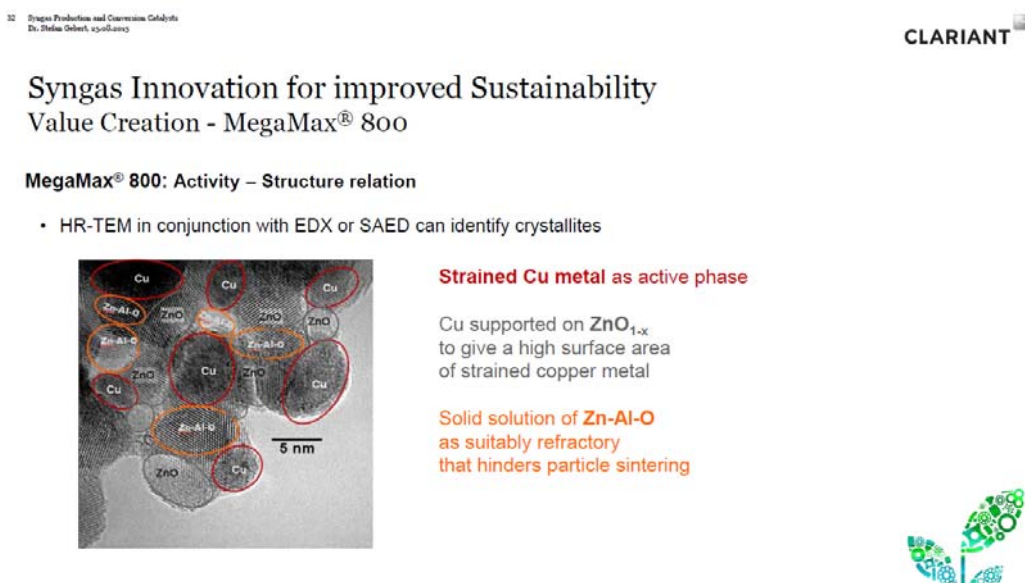 32 Syngas Production and Conversion Catalysts
Dr. Stefan Gebert, 23.08.2013
CLARIANT
Syngas Innovation for improved Sustainability
Value Creation - MegaMax® 800
MegaMax® 800: Activity – Structure relation
• HR-TEM in conjunction with EDX or SAED can identify crystallites
Cu
Cu
Cu
Zn-Al-O
ZnO
ZnO
ZnO
Zn-Al-O
Zn-Al-O
ZnO
Cu
ZnO
Cu
Cu
Zn-Al-O
5 nm
ZnO
Cu
Strained Cu metal as active phase
Cu supported on ZnO1-x
to give a high surface area
of strained copper metal
Solid solution of Zn-Al-O
as suitably refractory
that hinders particle sintering